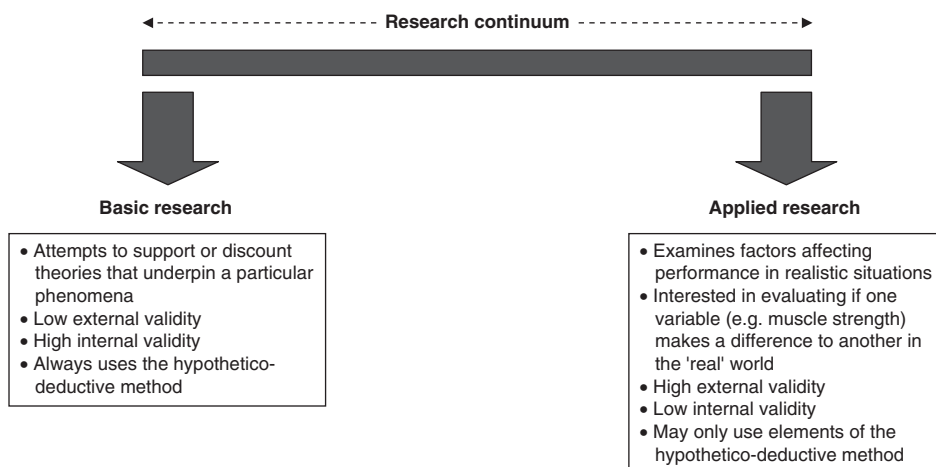 Research continuum
Basic research
• Attempts to support or discount
theories that underpin a particular
phenomena
• Low external validity
• High internal validity
• Always uses the hypothetico-
deductive method
Applied research
• Examines factors affecting
performance in realistic situations
• Interested in evaluating if one
variable (e.g. muscle strength)
makes a difference to another in
the 'real' world
• High external validity
• Low internal validity
• May only use elements of the
hypothetico-deductive method